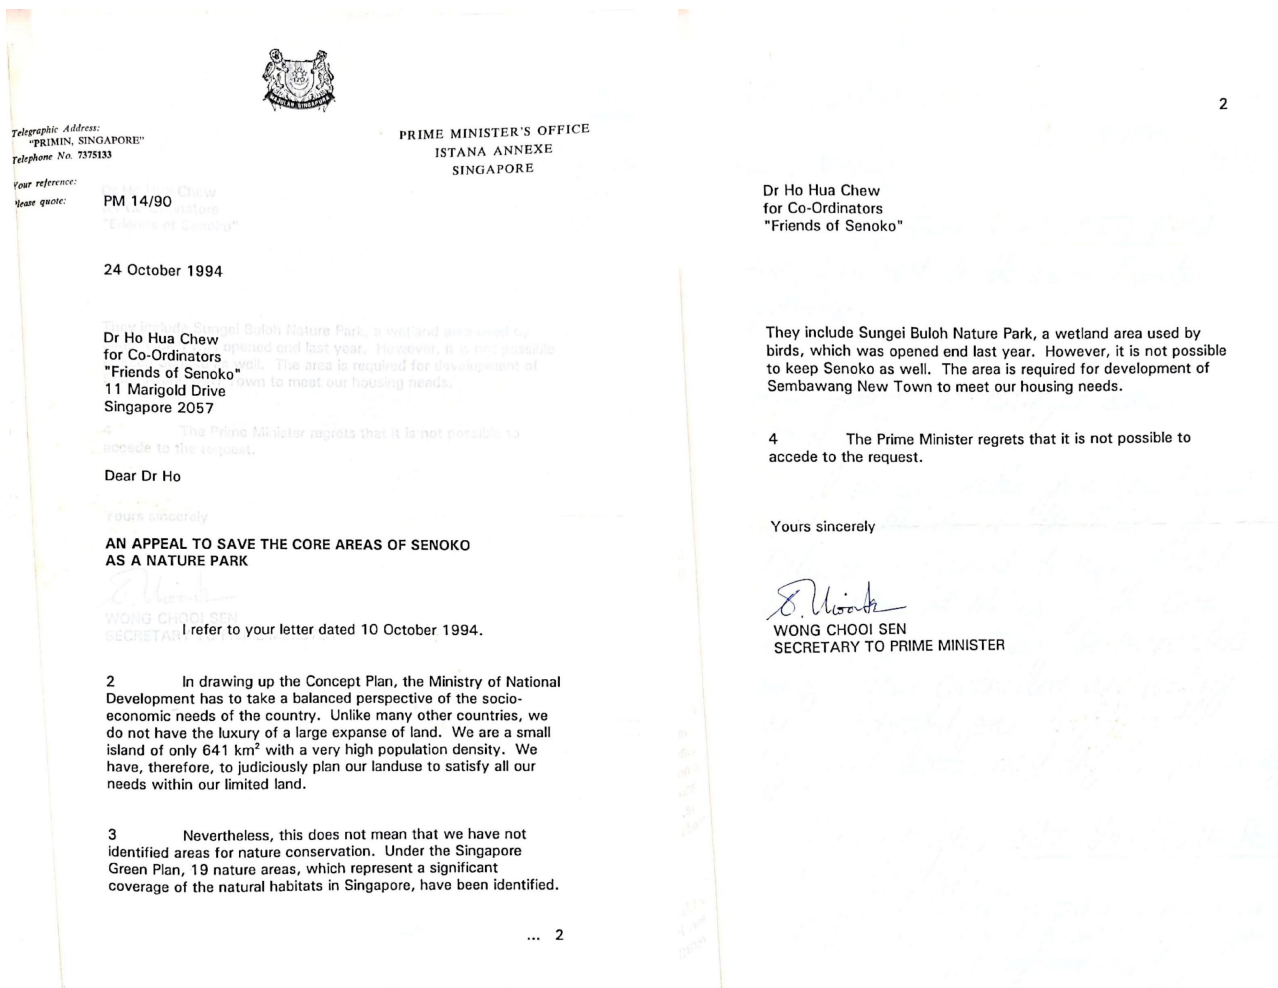 MAJULAH SINGAPURA
Telegraphic Address:
"PRIMIN, SINGAPORE"
Telephone No. 7375133
Your reference:
Please quote:
PM 14/90
PRIME MINISTER'S OFFICE
ISTANA ANNEXE
SINGAPORE
24 October 1994
Dr Ho Hua Chew
for Co-Ordinators
"Friends of Senoko"
11 Marigold Drive
Singapore 2057
Dear Dr Ho
AN APPEAL TO SAVE THE CORE AREAS OF SENOKO
AS A NATURE PARK
I refer to your letter dated 10 October 1994.
2 In drawing up the Concept Plan, the Ministry of National
Development has to take a balanced perspective of the socio-
economic needs of the country. Unlike many other countries, we
do not have the luxury of a large expanse of land. We are a small
island of only 641 km² with a very high population density. We
have, therefore, to judiciously plan our landuse to satisfy all our
needs within our limited land.
3 Nevertheless, this does not mean that we have not
identified areas for nature conservation. Under the Singapore
Green Plan, 19 nature areas, which represent a significant
coverage of the natural habitats in Singapore, have been identified.
... 2
2
Dr Ho Hua Chew
for Co-Ordinators
"Friends of Senoko"
They include Sungei Buloh Nature Park, a wetland area used by
birds, which was opened end last year. However, it is not possible
to keep Senoko as well. The area is required for development of
Sembawang New Town to meet our housing needs.
4 The Prime Minister regrets that it is not possible to
accede to the request.
Yours sincerely
WONG CHOOI SEN
SECRETARY TO PRIME MINISTER